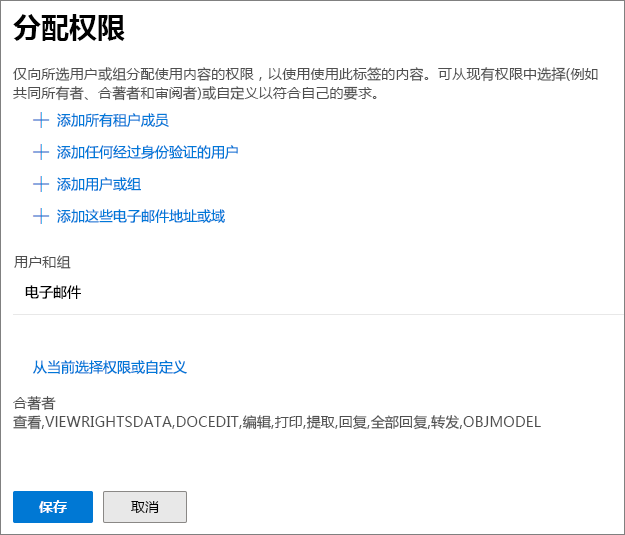 分配权限
仅向所选用户或组分配使用内容的权限，以使用使此标签的内容。可从现有权限中选择(例如
共同所有者、合著者和审阅者)或自定义以符合自己的要求。
添加所有租户成员
添加任何经过身份验证的用户
添加用户或组
添加这些电子邮件地址或域
用户和组
电子邮件
从当前选择权限或自定义
合著者
查看,VIEWRIGHTSDATA,DOCEDIT,编辑,打印,提取,回复,全部回复,转发,OBJMODEL
保存
取消